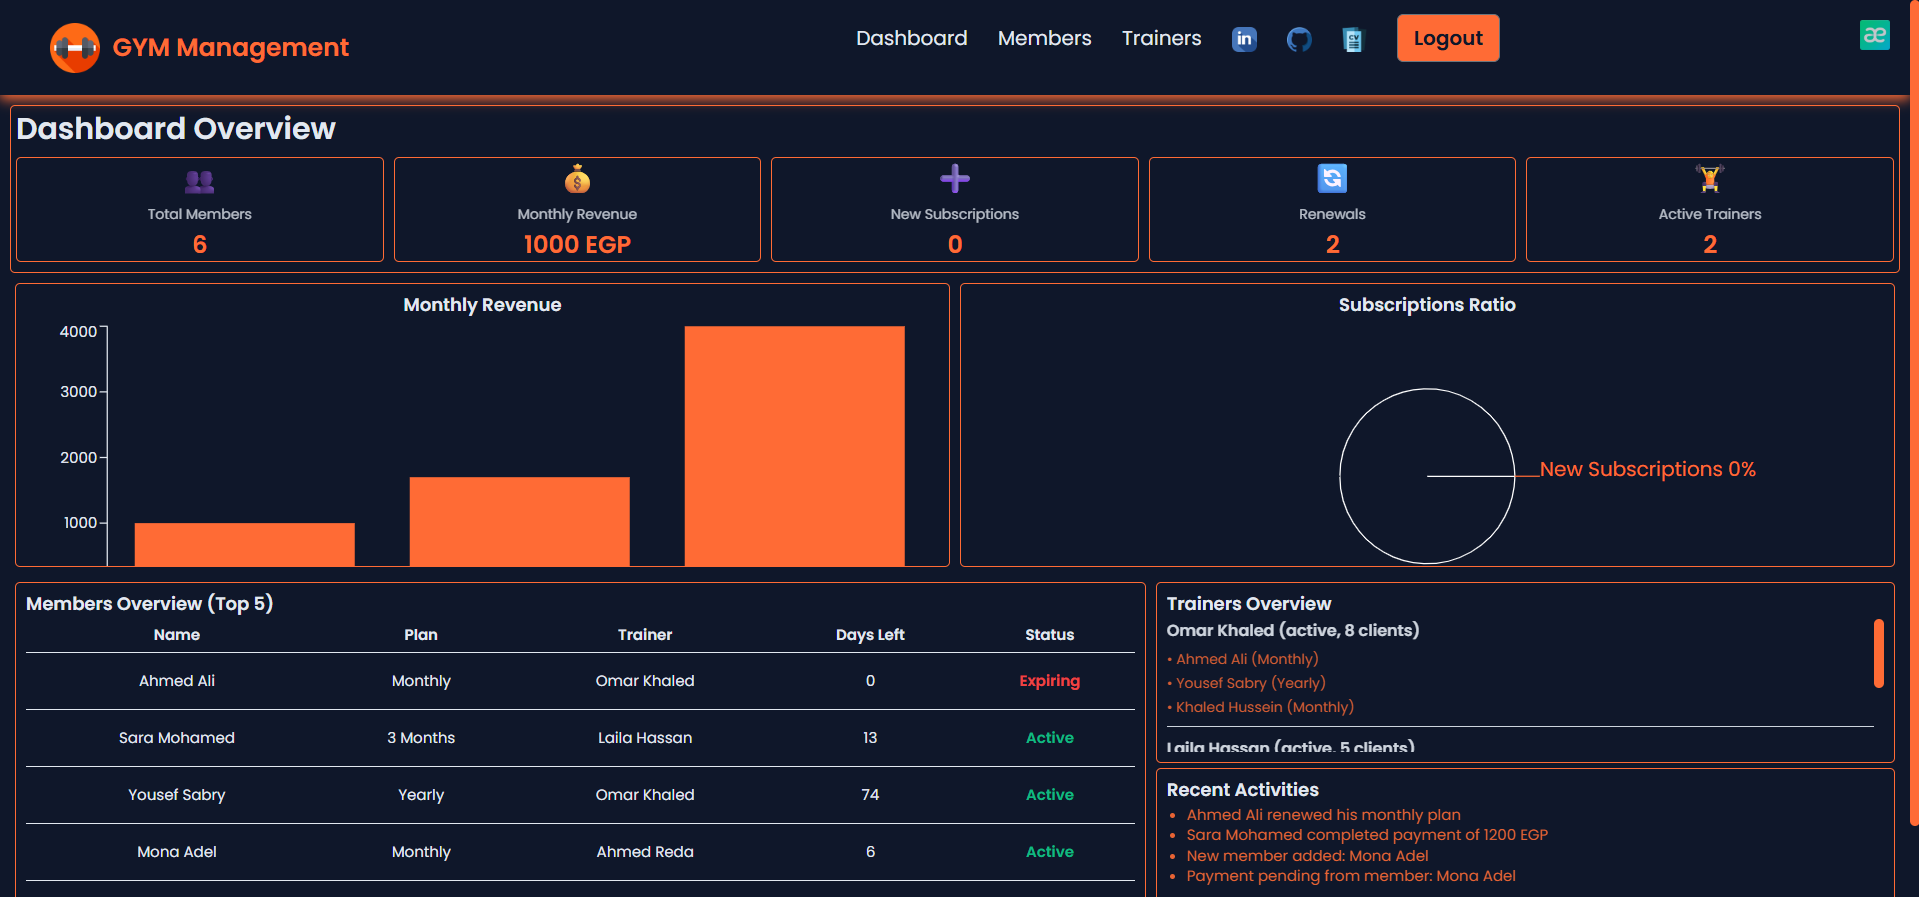 GYM Management
Dashboard
Members
Trainers
in
CV
Logout
æ
Dashboard Overview
Total Members
6
Monthly Revenue
1000 EGP
New Subscriptions
0
Renewals
2
Active Trainers
2
Monthly Revenue
4000
3000
2000
1000
Subscriptions Ratio
New Subscriptions 0%
Members Overview (Top 5)
Name Plan Trainer Days Left Status
Ahmed Ali Monthly Omar Khaled 0 Expiring
Sara Mohamed 3 Months Laila Hassan 13 Active
Yousef Sabry Yearly Omar Khaled 74 Active
Mona Adel Monthly Ahmed Reda 6 Active
Trainers Overview
Omar Khaled (active, 8 clients)
• Ahmed Ali (Monthly)
• Yousef Sabry (Yearly)
• Khaled Hussein (Monthly)
Laila Hassan (active, 5 clients)
Recent Activities
• Ahmed Ali renewed his monthly plan
• Sara Mohamed completed payment of 1200 EGP
• New member added: Mona Adel
• Payment pending from member: Mona Adel